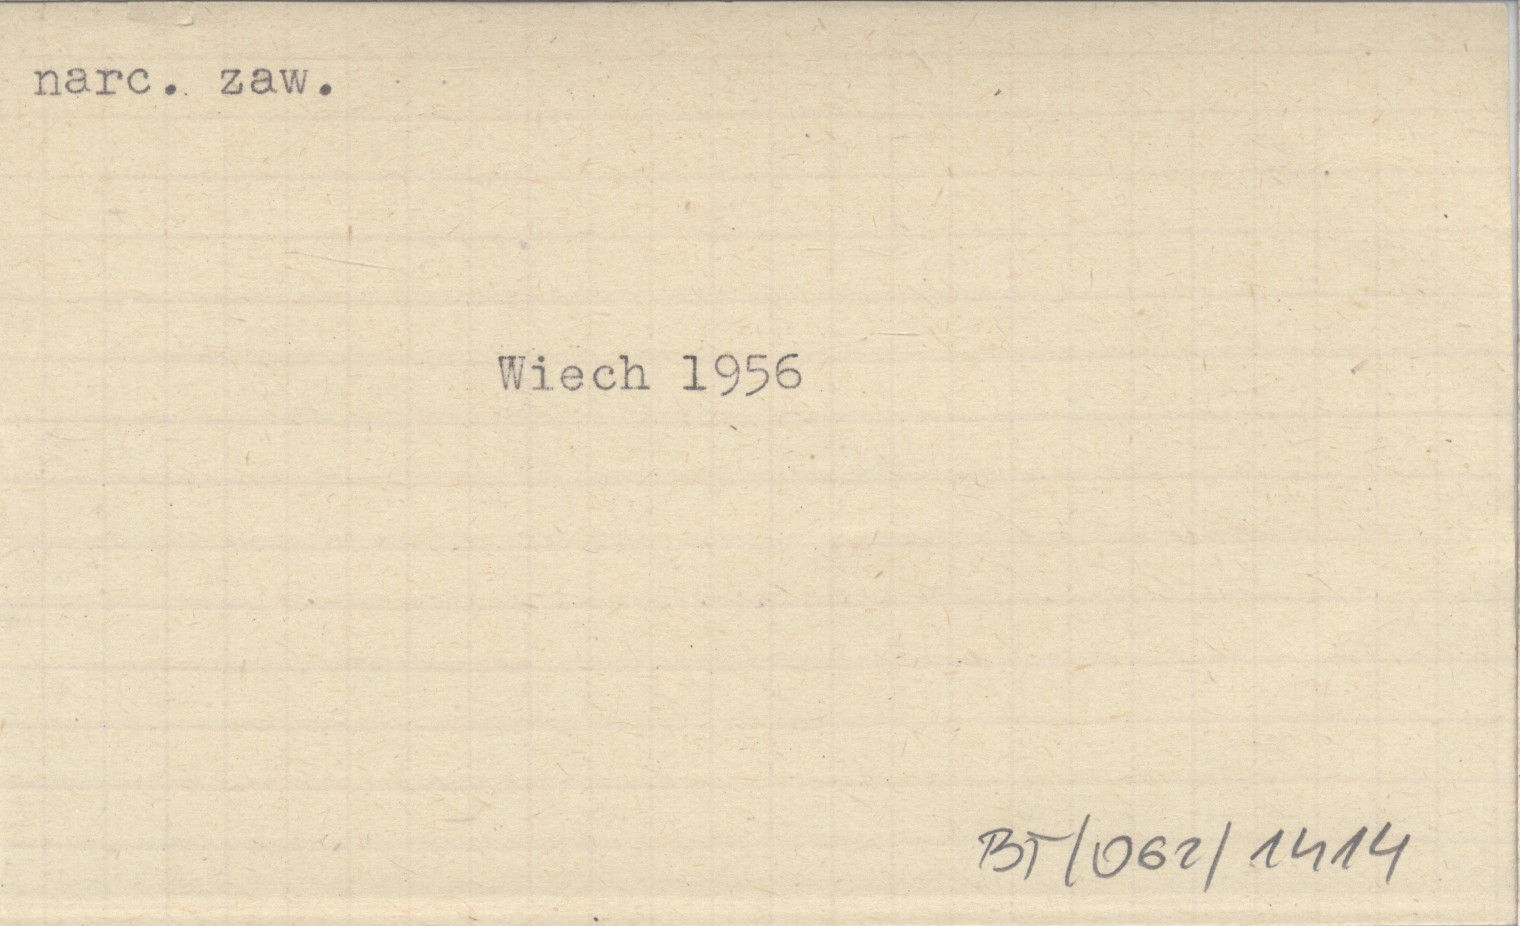 narc. zaw.
Wiech 1956
BT/062/1414